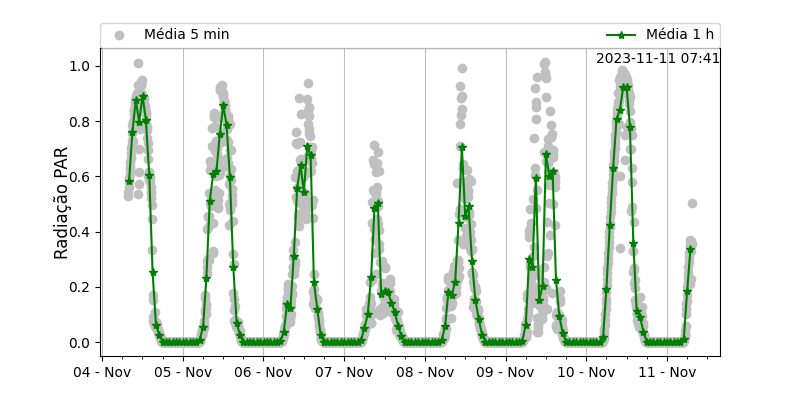 Média 5 min
Média 1 h
2023-11-11 07:41
Radiação PAR
1.0
0.8
0.6
0.4
0.2
0.0
04 - Nov
05 - Nov
06 - Nov
07 - Nov
08 - Nov
09 - Nov
10 - Nov
11 - Nov